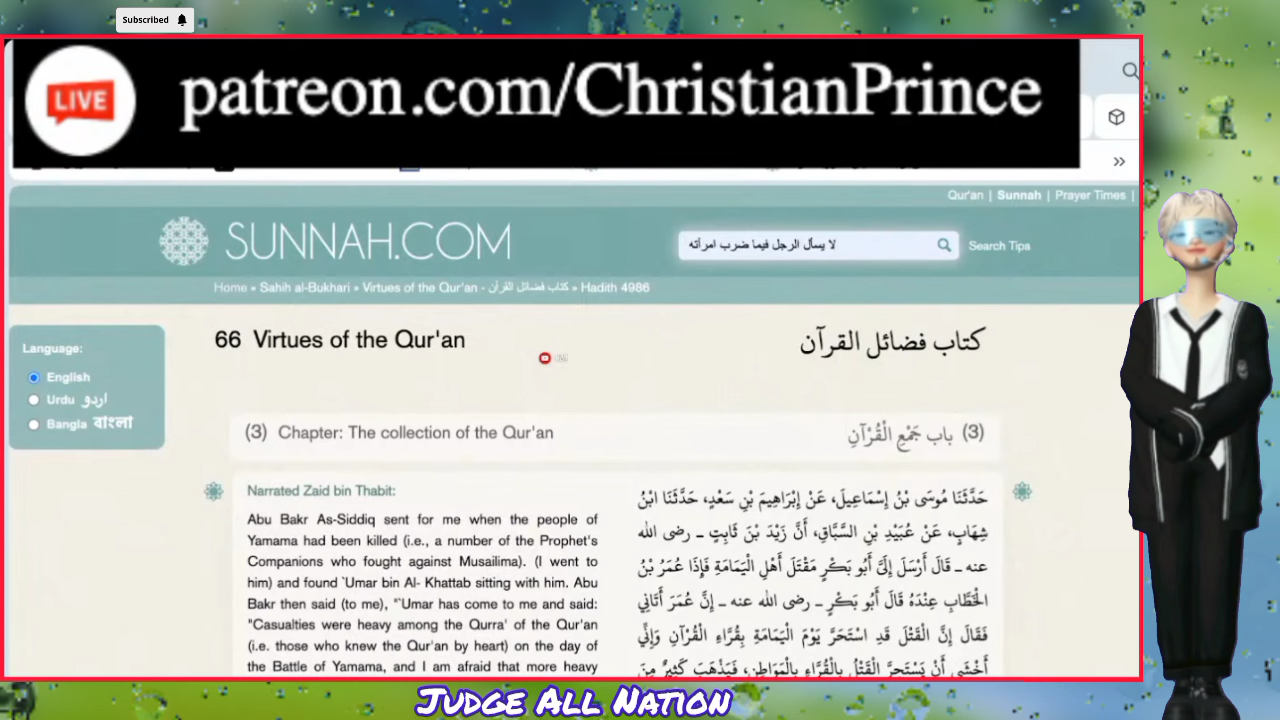 Subscribed
LIVE
patreon.com/ChristianPrince
Qur'an | Sunnah | Prayer Times |
SUNNAH.COM
لا يسأل الرجل فيما ضرب امرأته
Search Tips
Home » Sahih al-Bukhari » Virtues of the Qur'an - كتاب فضائل القرآن » Hadith 4986
Language:
English
Urdu اردو
Bangla বাংলা
66 Virtues of the Qur'an
كتاب فضائل القرآن
(3) Chapter: The collection of the Qur'an
(3) باب جَمْعِ الْقُرْآنِ
Narrated Zaid bin Thabit:
Abu Bakr As-Siddiq sent for me when the people of
Yamama had been killed (i.e., a number of the Prophet's
Companions who fought against Musailima). (I went to
him) and found `Umar bin Al- Khattab sitting with him. Abu
Bakr then said (to me), "`Umar has come to me and said:
"Casualties were heavy among the Qurra' of the Qur'an
(i.e. those who knew the Qur'an by heart) on the day of
the Battle of Yamama, and I am afraid that more heavy
حَدَّثَنَا مُوسَى بْنُ إِسْمَاعِيلَ، عَنْ إِبْرَاهِيمَ بْنِ سَعْدٍ، حَدَّثَنَا ابْنُ
شِهَابٍ، عَنْ عُبَيْدِ بْنِ السَّبَّاقِ، أَنَّ زَيْدَ بْنَ ثَابِتٍ ـ رضى الله
عنه ـ قَالَ أَرْسَلَ إِلَىَّ أَبُو بَكْرٍ مَقْتَلَ أَهْلِ الْيَمَامَةِ فَإِذَا عُمَرُ بْنُ
الْخَطَّابِ عِنْدَهُ قَالَ أَبُو بَكْرٍ ـ رضى الله عنه ـ إِنَّ عُمَرَ أَتَانِي
فَقَالَ إِنَّ الْقَتْلَ قَدِ اسْتَحَرَّ يَوْمَ الْيَمَامَةِ بِقُرَّاءِ الْقُرْآنِ وَإِنِّي
أَخْشَى أَنْ يَسْتَحِرَّ الْقَتْلُ بِالْقُرَّاءِ بِالْمَوَاطِنِ، فَيَذْهَبَ كَثِيرٌ مِنَ
Judge All Nation